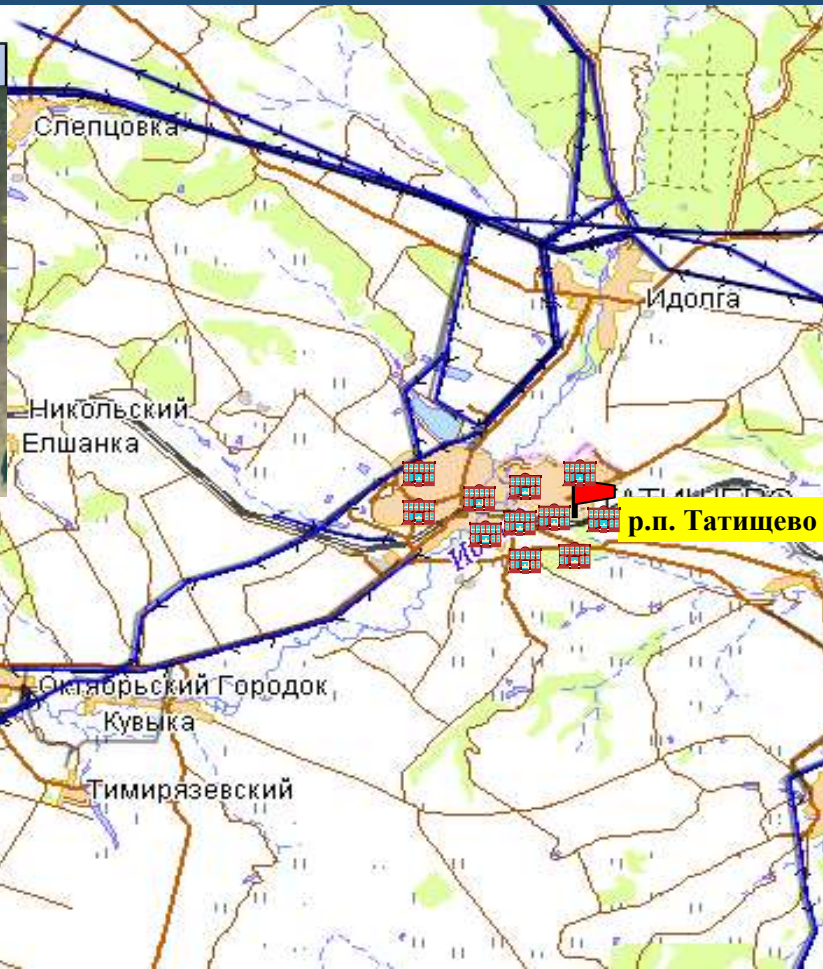 Слепцовка
Идолга
Никольский
Елшанка
р.п. Татищево
Октябрьский Городок
Кувыка
Тимирязевский